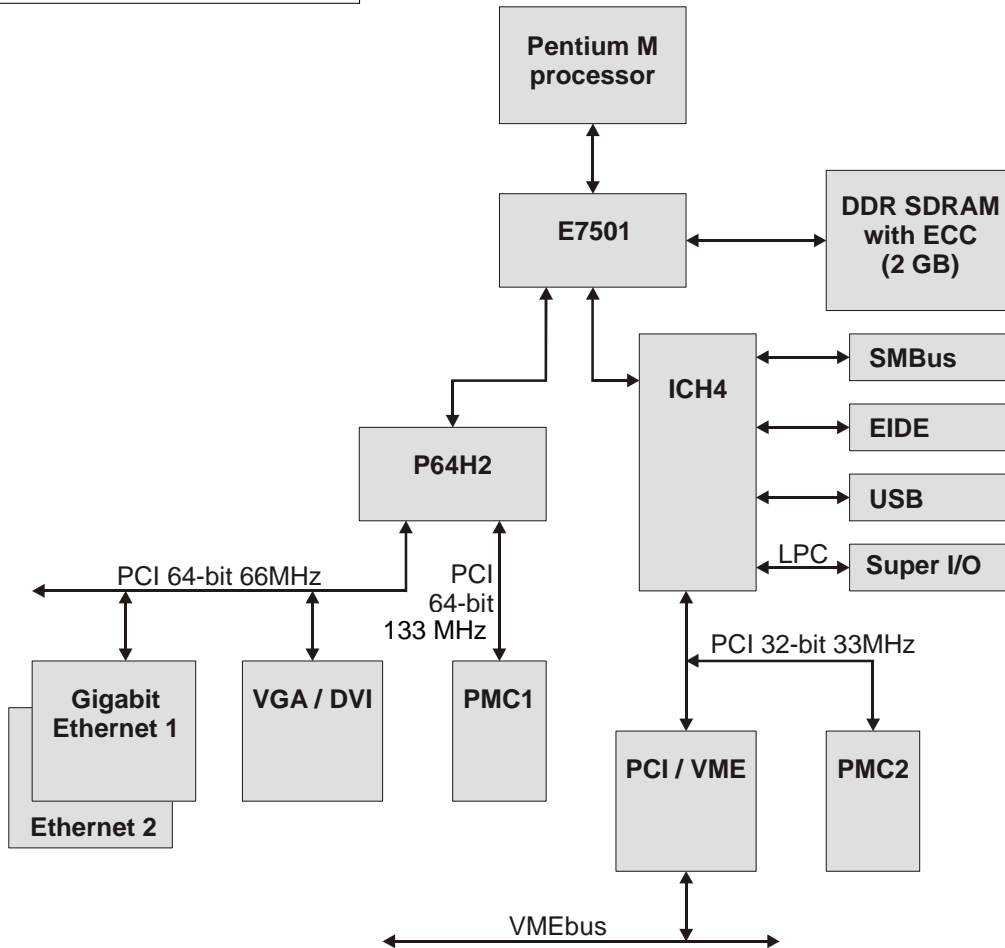 Pentium M
processor
E7501
DDR SDRAM
with ECC
(2 GB)
ICH4
SMBus
EIDE
USB
LPC
Super I/O
P64H2
PCI 64-bit 66MHz
PCI
64-bit
133 MHz
PCI 32-bit 33MHz
Gigabit
Ethernet 1
Ethernet 2
VGA / DVI
PMC1
PCI / VME
PMC2
VMEbus